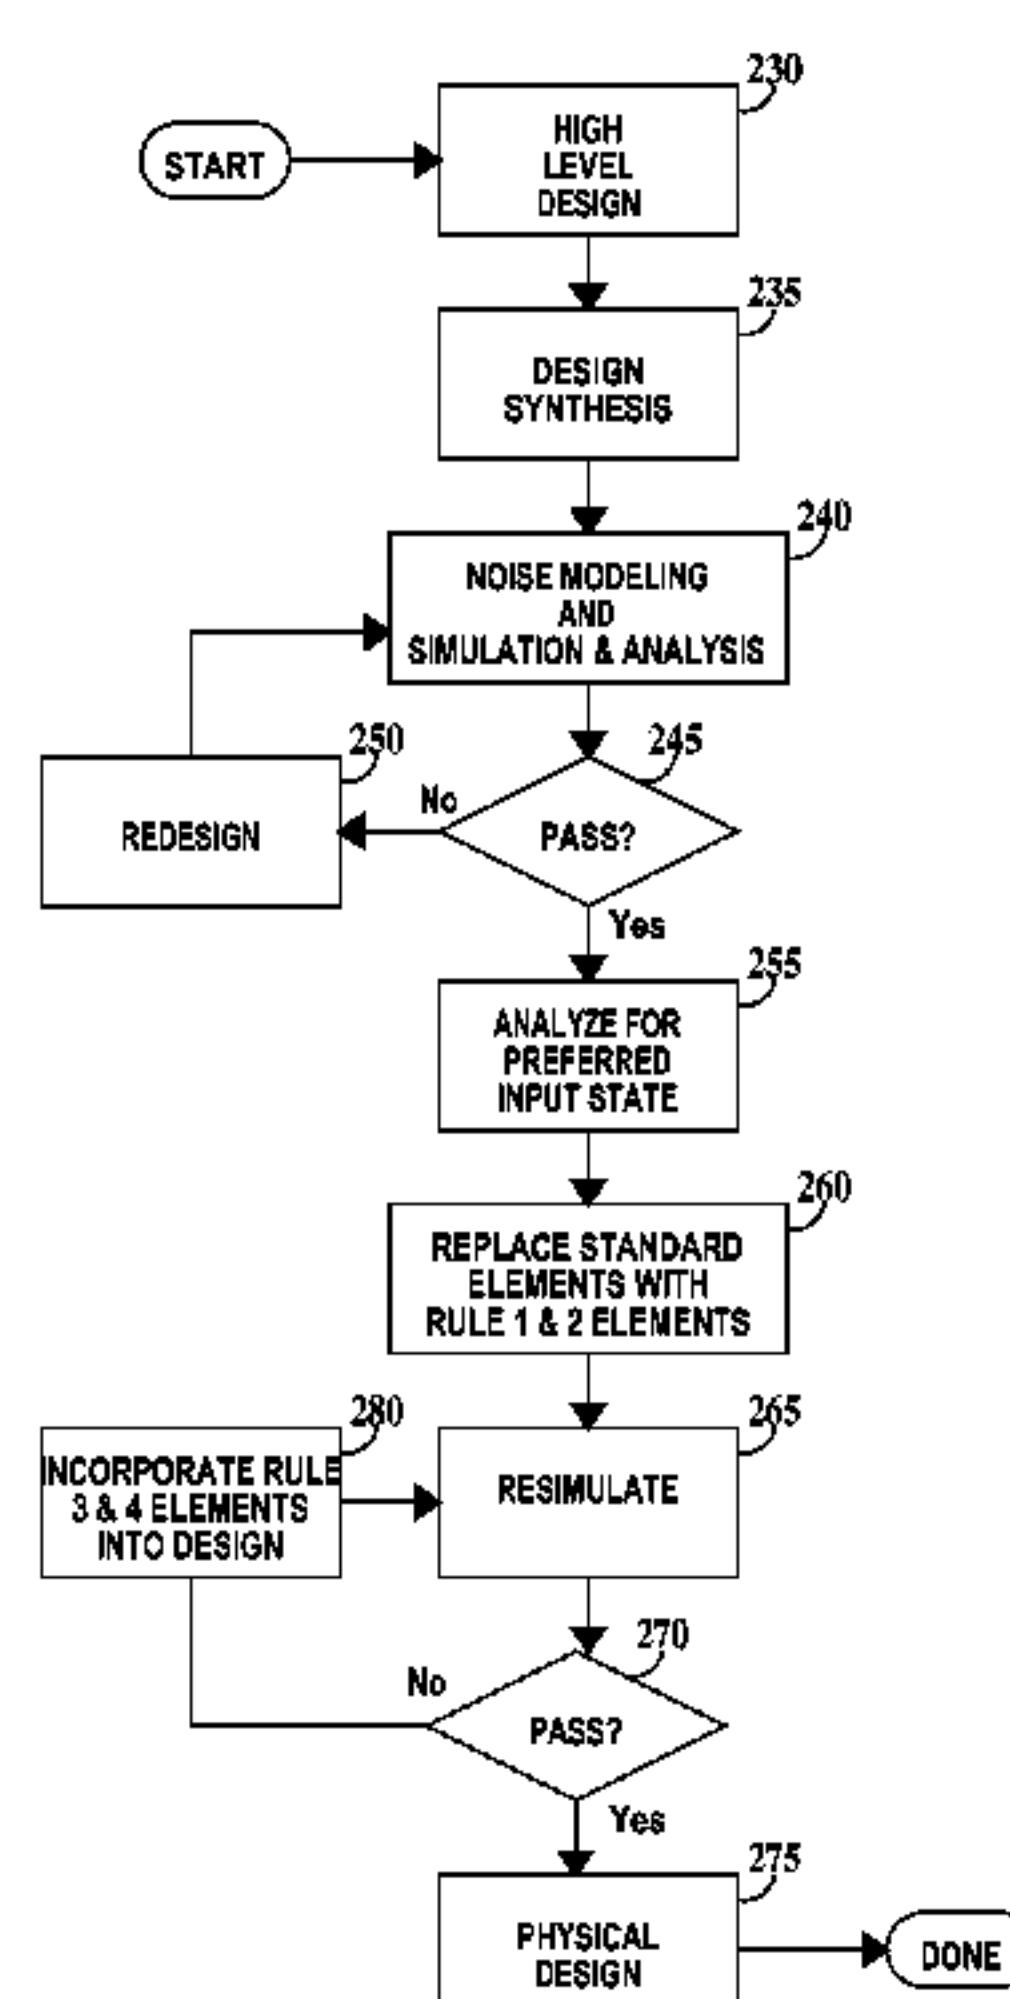 230
START
HIGH
LEVEL
DESIGN
235
DESIGN
SYNTHESIS
240
NOISE MODELING
AND
SIMULATION & ANALYSIS
250
245
No
REDESIGN
PASS?
Yes
255
ANALYZE FOR
PREFERRED
INPUT STATE
260
REPLACE STANDARD
ELEMENTS WITH
RULE 1 & 2 ELEMENTS
280
265
INCORPORATE RULE
3 & 4 ELEMENTS
INTO DESIGN
RESIMULATE
270
No
PASS?
Yes
275
PHYSICAL
DESIGN
DONE